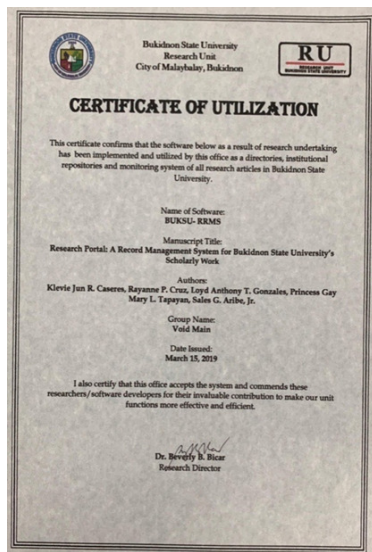 Bukidnon State University
Research Unit
City of Malaybalay, Bukidnon
RU
RESEARCH UNIT
BUKIDNON STATE UNIVERSITY
CERTIFICATE OF UTILIZATION
This certificate confirms that the software below as a result of research undertaking
has been implemented and utilized by this office as a directories, institutional
repositories and monitoring system of all research articles in Bukidnon State
University.
Name of Software:
BUKSU- RRMS
Manuscript Title:
Research Portal: A Record Management System for Bukidnon State University's
Scholarly Work
Authors:
Klevie Jun R. Caseres, Rayanne P. Cruz, Loyd Anthony T. Gonzales, Princess Gay
Mary L. Tapayan, Sales G. Aribe, Jr.
Group Name:
Void Main
Date Issued:
March 15, 2019
I also certify that this office accepts the system and commends these
researchers/software developers for their invaluable contribution to make our unit
functions more effective and efficient.
Dr. Beverly B. Bicar
Research Director